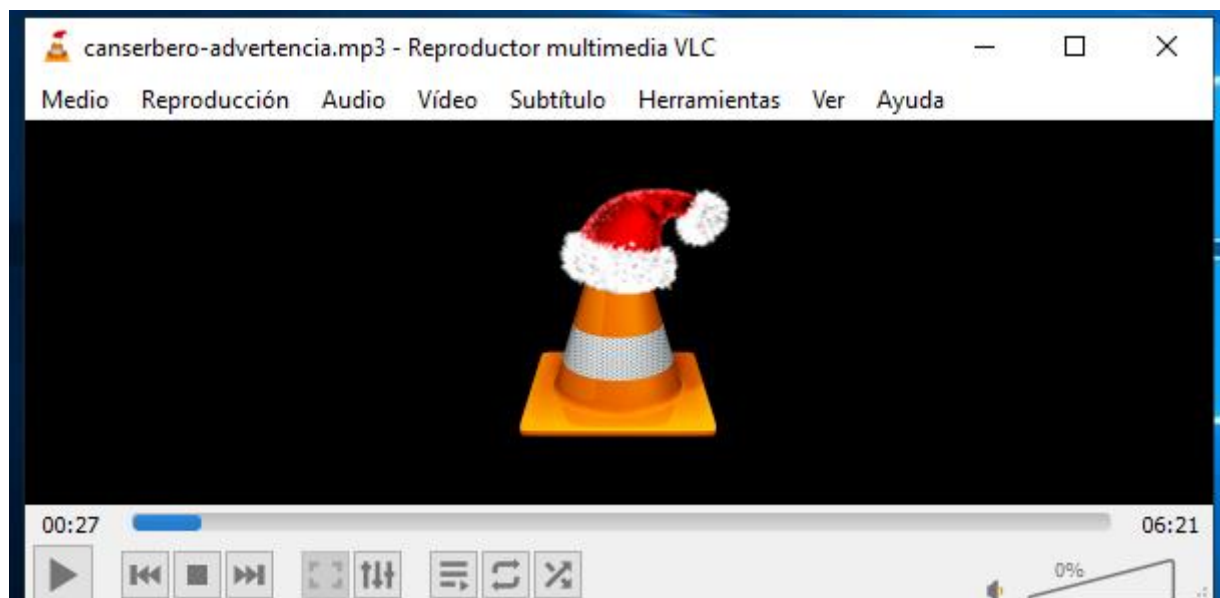 canserbero-advertencia.mp3 - Reproductor multimedia VLC
Medio Reproducción Audio Vídeo Subtítulo Herramientas Ver Ayuda
00:27 06:21
0%